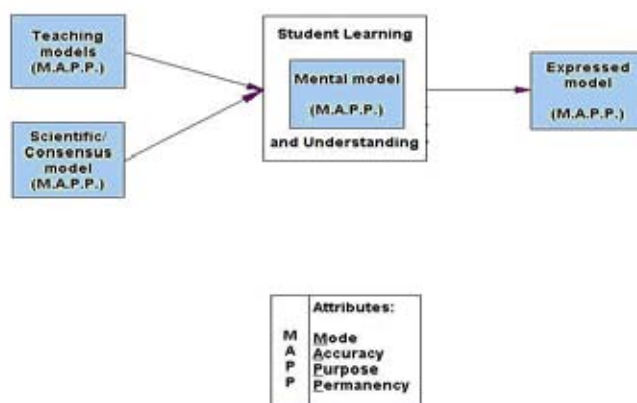 Teaching
models
(M.A.P.P.)
Scientific/
Consensus
model
(M.A.P.P.)
Student Learning
Mental model
(M.A.P.P.)
and Understanding
Expressed
model
(M.A.P.P.)
Attributes:
M Mode
A Accuracy
P Purpose
P Permanency